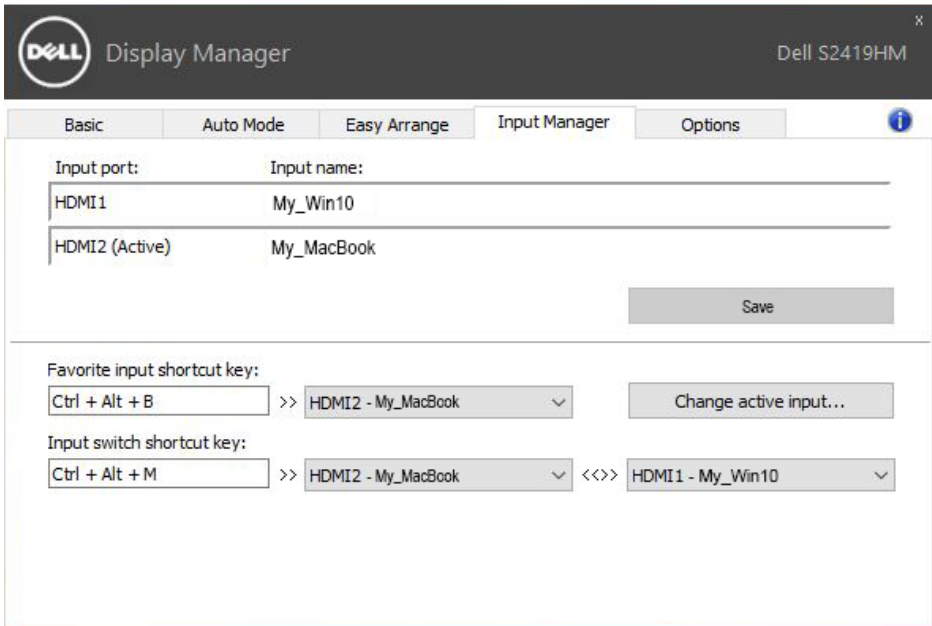 x
DELL Display Manager Dell S2419HM
Basic Auto Mode Easy Arrange Input Manager Options i
Input port: Input name:
HDMI1 My_Win10
HDMI2 (Active) My_MacBook
Save
Favorite input shortcut key:
Ctrl + Alt + B >> HDMI2 - My_MacBook Change active input...
Input switch shortcut key:
Ctrl + Alt + M >> HDMI2 - My_MacBook <<>> HDMI1 - My_Win10